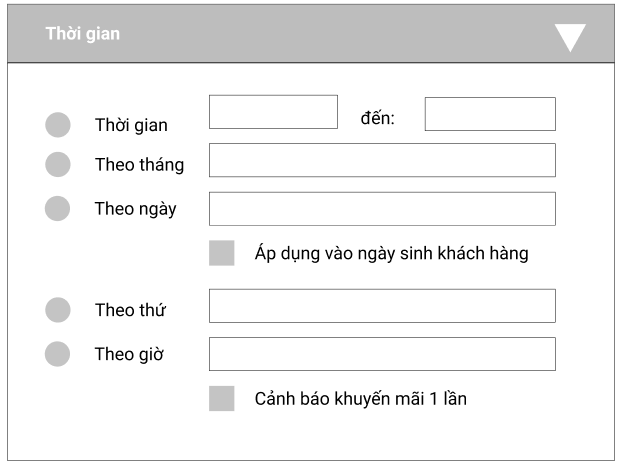 Thời gian
Thời gian đến:
Theo tháng
Theo ngày
Áp dụng vào ngày sinh khách hàng
Theo thứ
Theo giờ
Cảnh báo khuyến mãi 1 lần